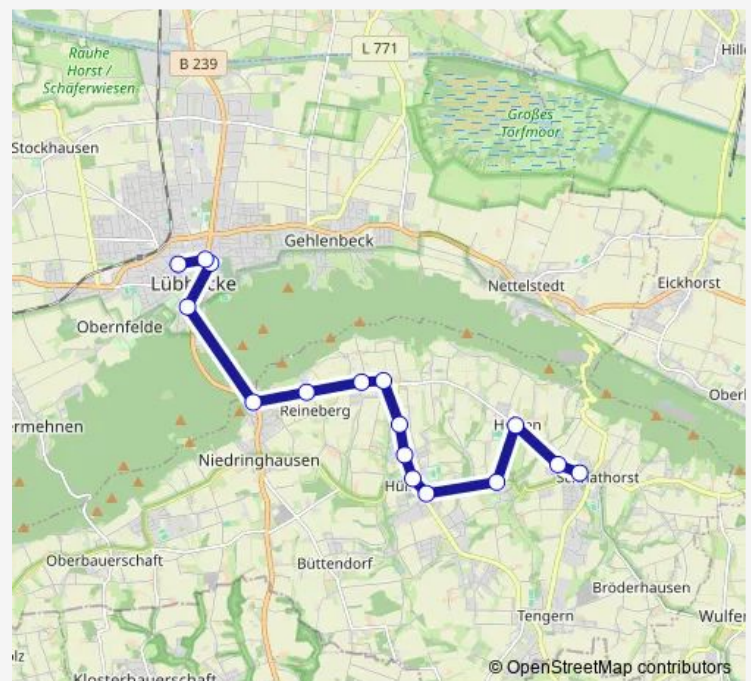 Rauhe
Horst /
Schäferwiesen
B 239
L 771
Großes
Torfmoor
Stockhausen
Gehlenbeck
Nettelstedt
Eickhorst
Obernfelde
Reineberg
Niedringhausen
Oberbauerschaft
Büttendorf
Bröderhausen
Tengern
© OpenStreetMap contributors